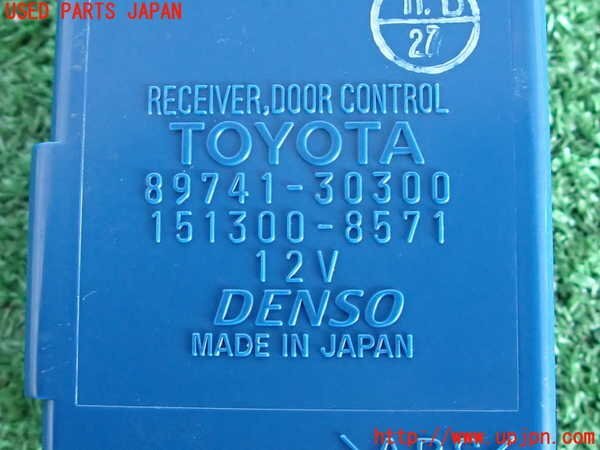 USED PARTS JAPAN
27
RECEIVER,DOOR CONTROL
TOYOTA
89741-30300
151300-8571
12V
DENSO
MADE IN JAPAN
http://www.upjpn.com